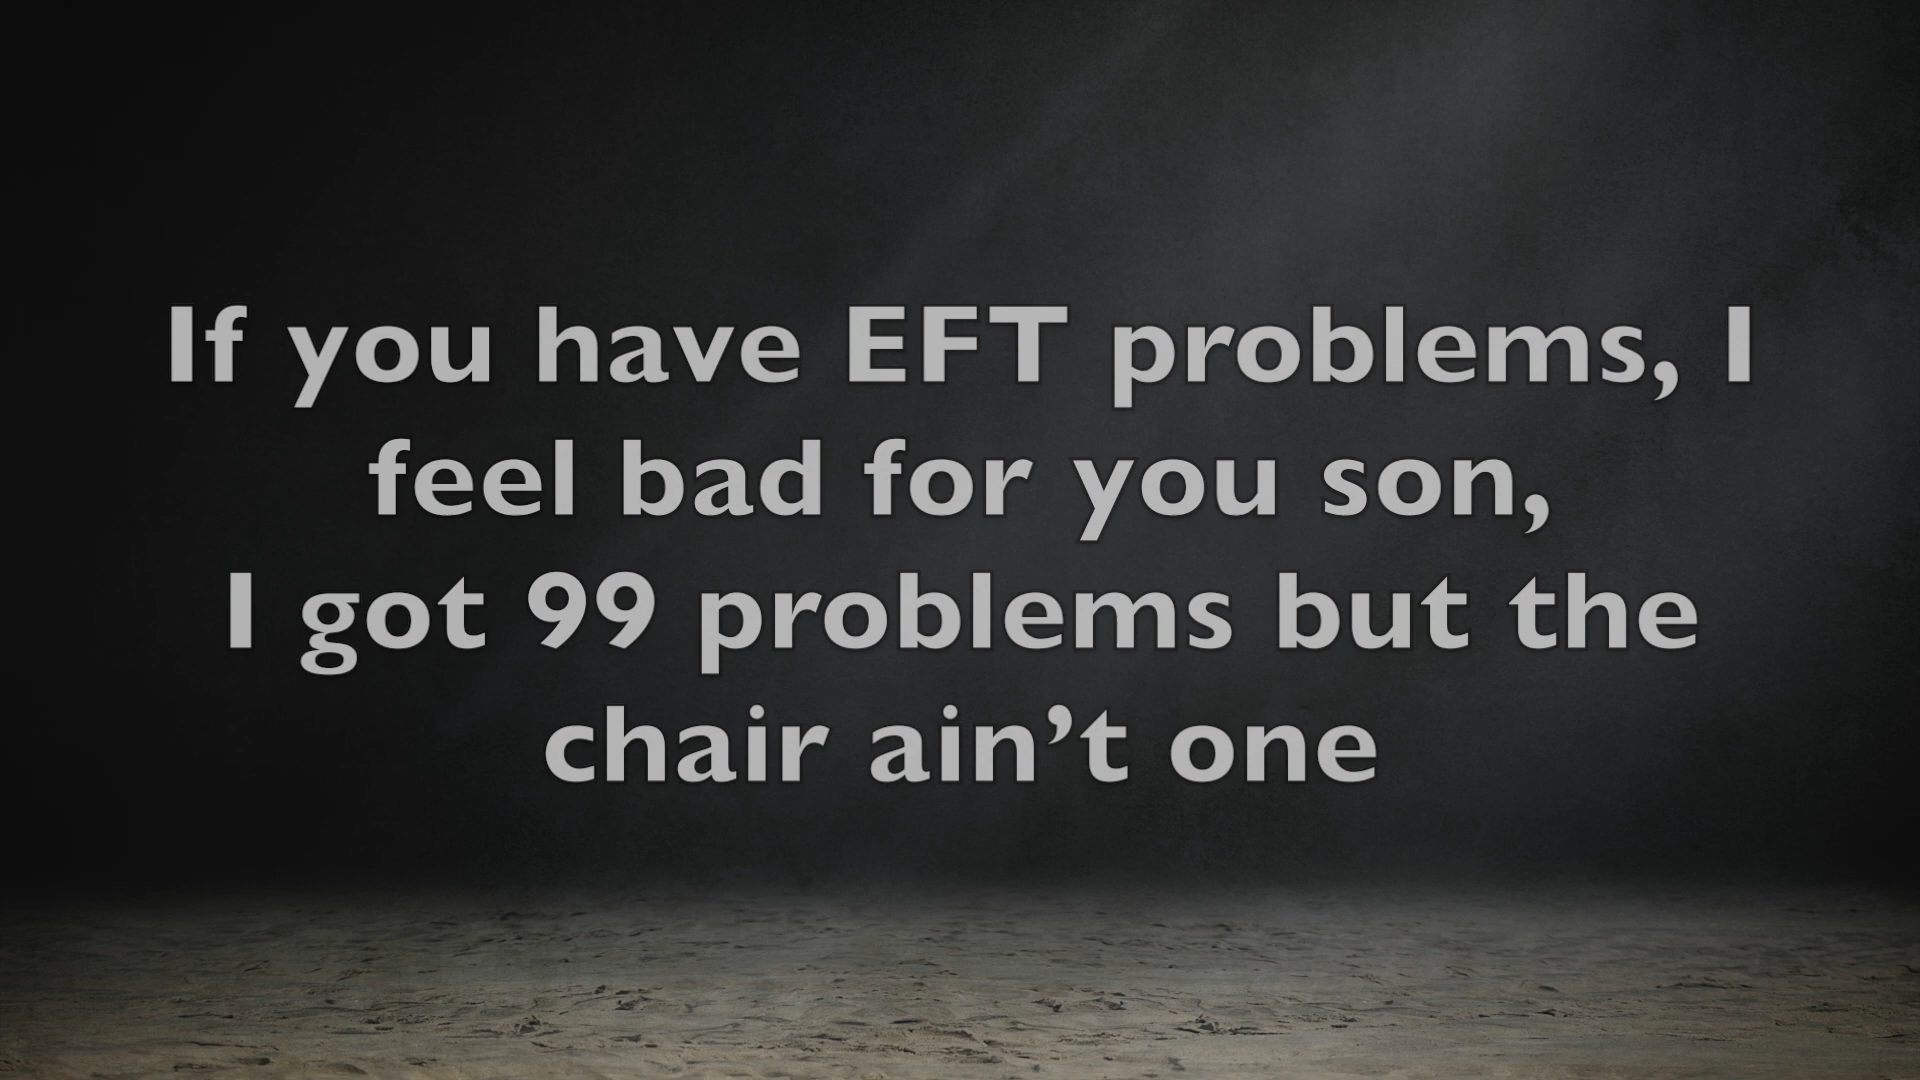 If you have EFT problems, I
feel bad for you son,
I got 99 problems but the
chair ain’t one